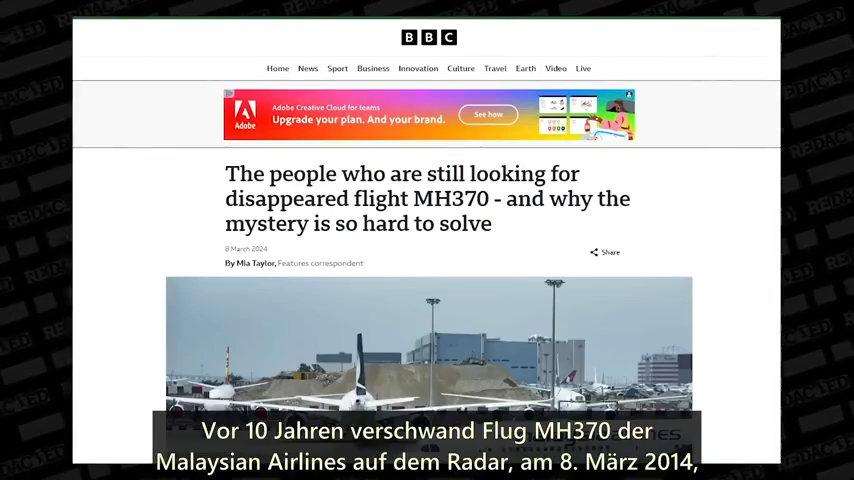 BBC
Home News Sport Business Innovation Culture Travel Earth Video Live
Adobe
Adobe Creative Cloud for teams
Upgrade your plan. And your brand.
See how
The people who are still looking for
disappeared flight MH370 - and why the
mystery is so hard to solve
8 March 2024
Share
By Mia Taylor, Features correspondent
Vor 10 Jahren verschwand Flug MH370 der
Malaysian Airlines auf dem Radar, am 8. März 2014,
REDACTED